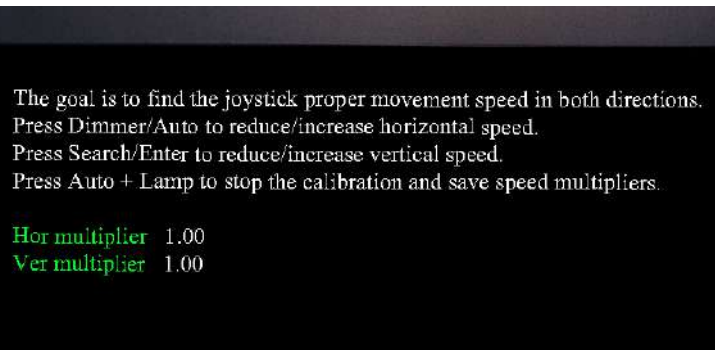 The goal is to find the joystick proper movement speed in both directions.
Press Dimmer/Auto to reduce/increase horizontal speed.
Press Search/Enter to reduce/increase vertical speed.
Press Auto + Lamp to stop the calibration and save speed multipliers.
Hor multiplier 1.00
Ver multiplier 1.00